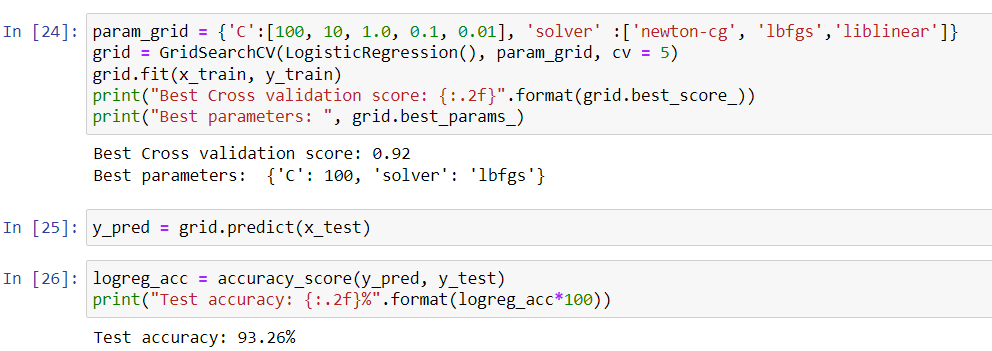 In [24]: param_grid = {'C':[100, 10, 1.0, 0.1, 0.01], 'solver' :['newton-cg', 'lbfgs','liblinear']}
grid = GridSearchCV(LogisticRegression(), param_grid, cv = 5)
grid.fit(x_train, y_train)
print("Best Cross validation score: {:.2f}".format(grid.best_score_))
print("Best parameters: ", grid.best_params_)
Best Cross validation score: 0.92
Best parameters:  {'C': 100, 'solver': 'lbfgs'}
In [25]: y_pred = grid.predict(x_test)
In [26]: logreg_acc = accuracy_score(y_pred, y_test)
print("Test accuracy: {:.2f}%".format(logreg_acc*100))
Test accuracy: 93.26%